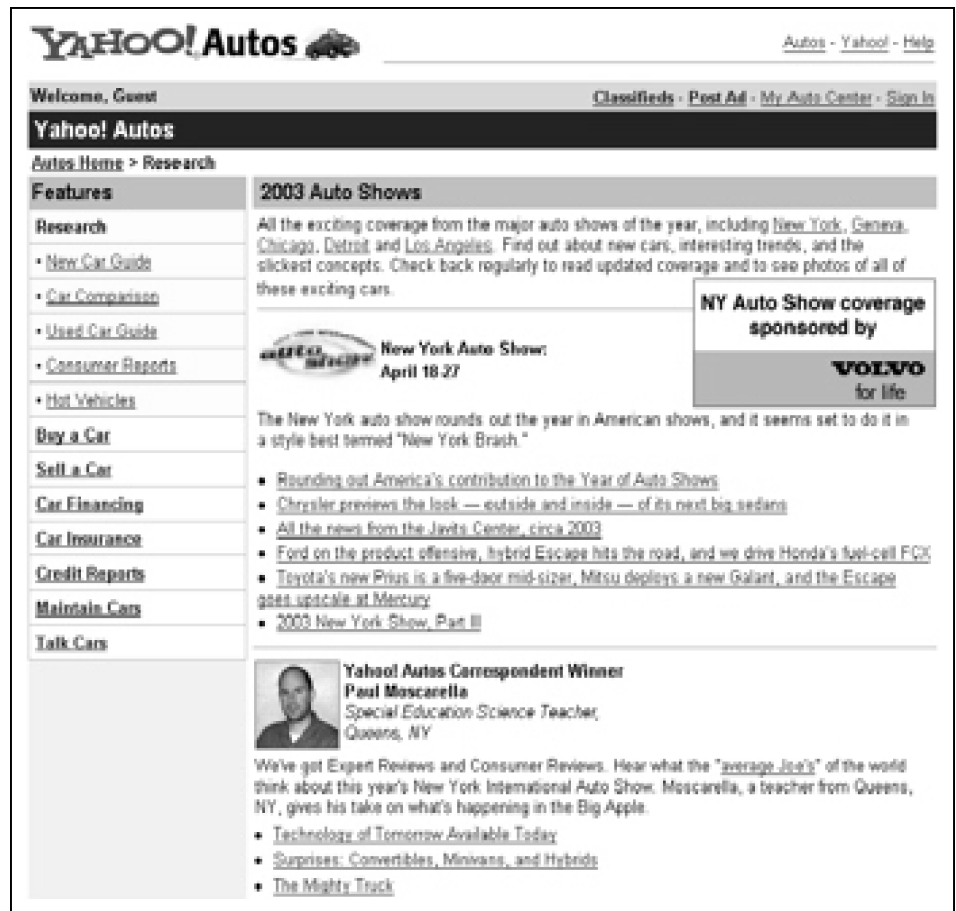 YAHOO! Autos
Autos - Yahoo! - Help
Welcome, Guest
Classifieds - Post Ad - My Auto Center - Sign In
Yahoo! Autos
Autos Home > Research
Features
Research
• New Car Guide
• Car Comparison
• Used Car Guide
• Consumer Reports
• Hot Vehicles
Buy a Car
Sell a Car
Car Financing
Car Insurance
Credit Reports
Maintain Cars
Talk Cars
2003 Auto Shows
All the exciting coverage from the major auto shows of the year, including New York, Geneva,
Chicago, Detroit and Los Angeles. Find out about new cars, interesting trends, and the
slickest concepts. Check back regularly to read updated coverage and to see photos of all of
these exciting cars.
NY Auto Show coverage
sponsored by
VOLVO
for life
auto
show
New York Auto Show:
April 18-27
The New York auto show rounds out the year in American shows, and it seems set to do it in
a style best termed "New York Brash."
• Rounding out America's contribution to the Year of Auto Shows
• Chrysler previews the look — outside and inside — of its next big sedans
• All the news from the Javits Center, circa 2003
• Ford on the product offensive, hybrid Escape hits the road, and we drive Honda's fuel-cell FCX
• Toyota's new Prius is a five-door mid-sizer, Mitsu deploys a new Galant, and the Escape
goes upscale at Mercury
• 2003 New York Show, Part III
Yahoo! Autos Correspondent Winner
Paul Moscarella
Special Education Science Teacher,
Queens, NY
We've got Expert Reviews and Consumer Reviews. Hear what the "average Joe's" of the world
think about this year's New York International Auto Show. Moscarella, a teacher from Queens,
NY, gives his take on what's happening in the Big Apple.
• Technology of Tomorrow Available Today
• Surprises: Convertibles, Minivans, and Hybrids
• The Mighty Truck